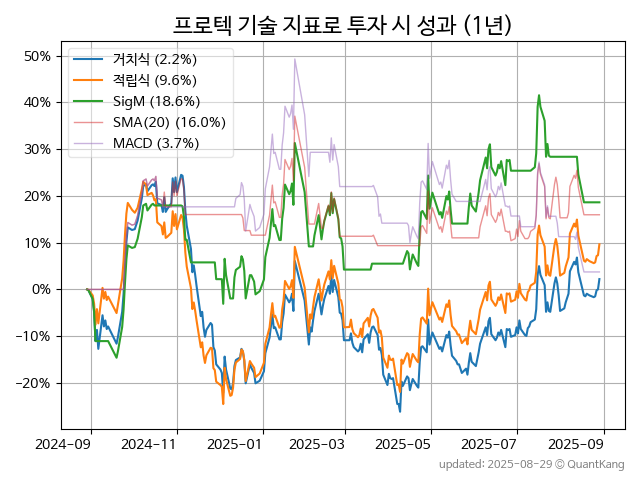 프로텍 기술 지표로 투자 시 성과 (1년)
거치식 (2.2%)
적립식 (9.6%)
SigM (18.6%)
SMA(20) (16.0%)
MACD (3.7%)
50%
40%
30%
20%
10%
0%
−10%
−20%
2024-09
2024-11
2025-01
2025-03
2025-05
2025-07
2025-09
updated: 2025-08-29 © QuantKang